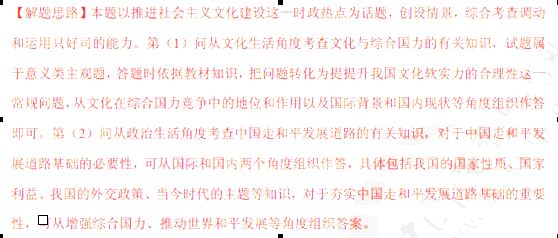 【解题思路】本题以推进社会主义文化建设这一时政热点为话题，创设情景，综合考查调动
和运用只好司的能力。第（1）问从文化生活角度考查文化与综合国力的有关知识，试题属
于意义类主观题，答题时依据教材知识，把问题转化为提提升我国文化软实力的合理性这一
常规问题，从文化在综合国力竞争中的地位和作用以及国际背景和国内现状等角度组织作答
即可。第（2）问从政治生活角度考查中国走和平发展道路的有关知识，对于中国走和平发
展道路基础的必要性，可从国际和国内两个角度组织作答，具体包括我国的国家性质、国家
利益、我国的外交政策、当今时代的主题等知识，对于夯实中国走和平发展道路基础的重要
性，可从增强综合国力、推动世界和平发展等角度组织答案。